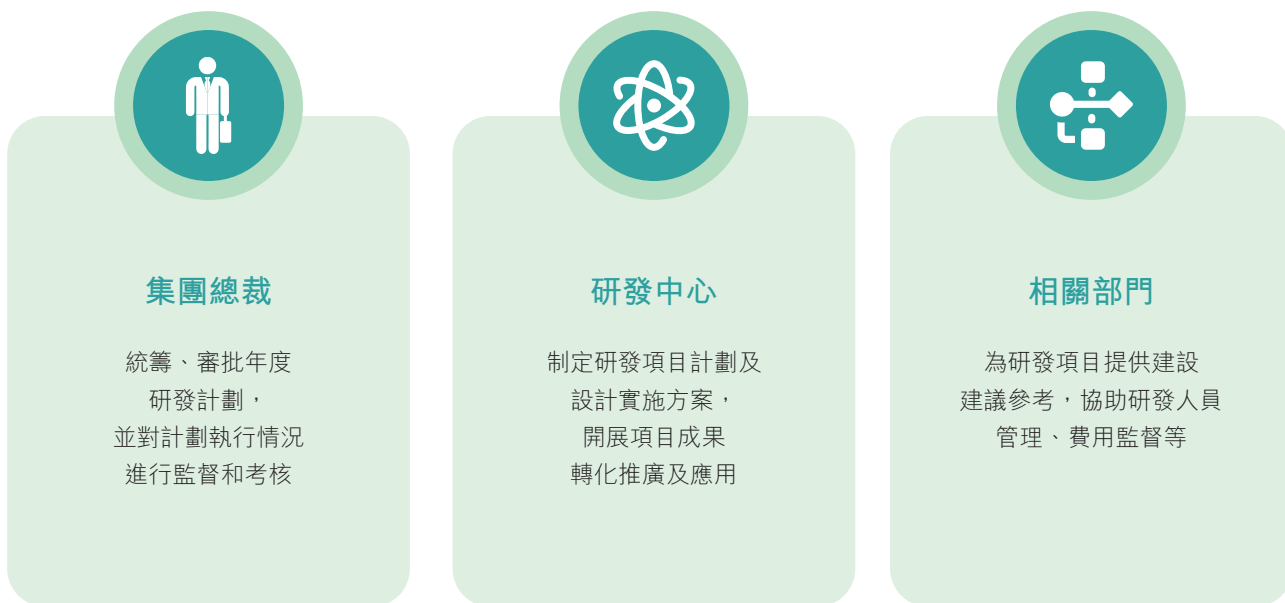 集團總裁
統籌、審批年度
研發計劃，
並對計劃執行情況
進行監督和考核
研發中心
制定研發項目計劃及
設計實施方案，
開展項目成果
轉化推廣及應用
相關部門
為研發項目提供建設
建議參考，協助研發人員
管理、費用監督等